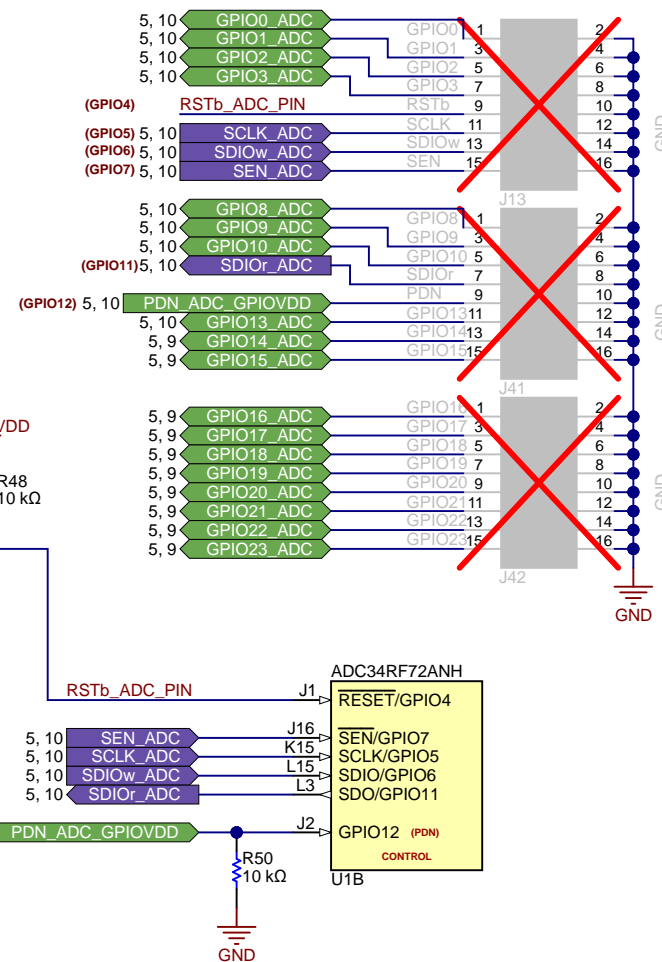 5, 10 GPIO0_ADC GPIO0 1 2
5, 10 GPIO1_ADC GPIO1 3 4
5, 10 GPIO2_ADC GPIO2 5 6
5, 10 GPIO3_ADC GPIO3 7 8
(GPIO4) RSTb_ADC_PIN RSTb 9 10
(GPIO5) 5, 10 SCLK_ADC SCLK 11 12
(GPIO6) 5, 10 SDIOw_ADC SDIOw 13 14
(GPIO7) 5, 10 SEN_ADC SEN 15 16
GND
J13
5, 10 GPIO8_ADC GPIO8 1 2
5, 10 GPIO9_ADC GPIO9 3 4
5, 10 GPIO10_ADC GPIO10 5 6
(GPIO11) 5, 10 SDIOr_ADC SDIOr 7 8
(GPIO12) 5, 10 PDN_ADC_GPIOVDD PDN 9 10
5, 10 GPIO13_ADC GPIO13 11 12
5, 9 GPIO14_ADC GPIO14 13 14
5, 9 GPIO15_ADC GPIO15 15 16
GND
J41
5, 9 GPIO16_ADC GPIO16 1 2
5, 9 GPIO17_ADC GPIO17 3 4
5, 9 GPIO18_ADC GPIO18 5 6
5, 9 GPIO19_ADC GPIO19 7 8
5, 9 GPIO20_ADC GPIO20 9 10
5, 9 GPIO21_ADC GPIO21 11 12
5, 9 GPIO22_ADC GPIO22 13 14
5, 9 GPIO23_ADC GPIO23 15 16
GND
J42
VDD
R48
10 kΩ
GND
ADC34RF72ANH
RSTb_ADC_PIN J1 RESET/GPIO4
5, 10 SEN_ADC J16 SEN/GPIO7
5, 10 SCLK_ADC K15 SCLK/GPIO5
5, 10 SDIOw_ADC L15 SDIO/GPIO6
5, 10 SDIOr_ADC L3 SDO/GPIO11
PDN_ADC_GPIOVDD J2 GPIO12 (PDN)
CONTROL
U1B
R50
10 kΩ
GND